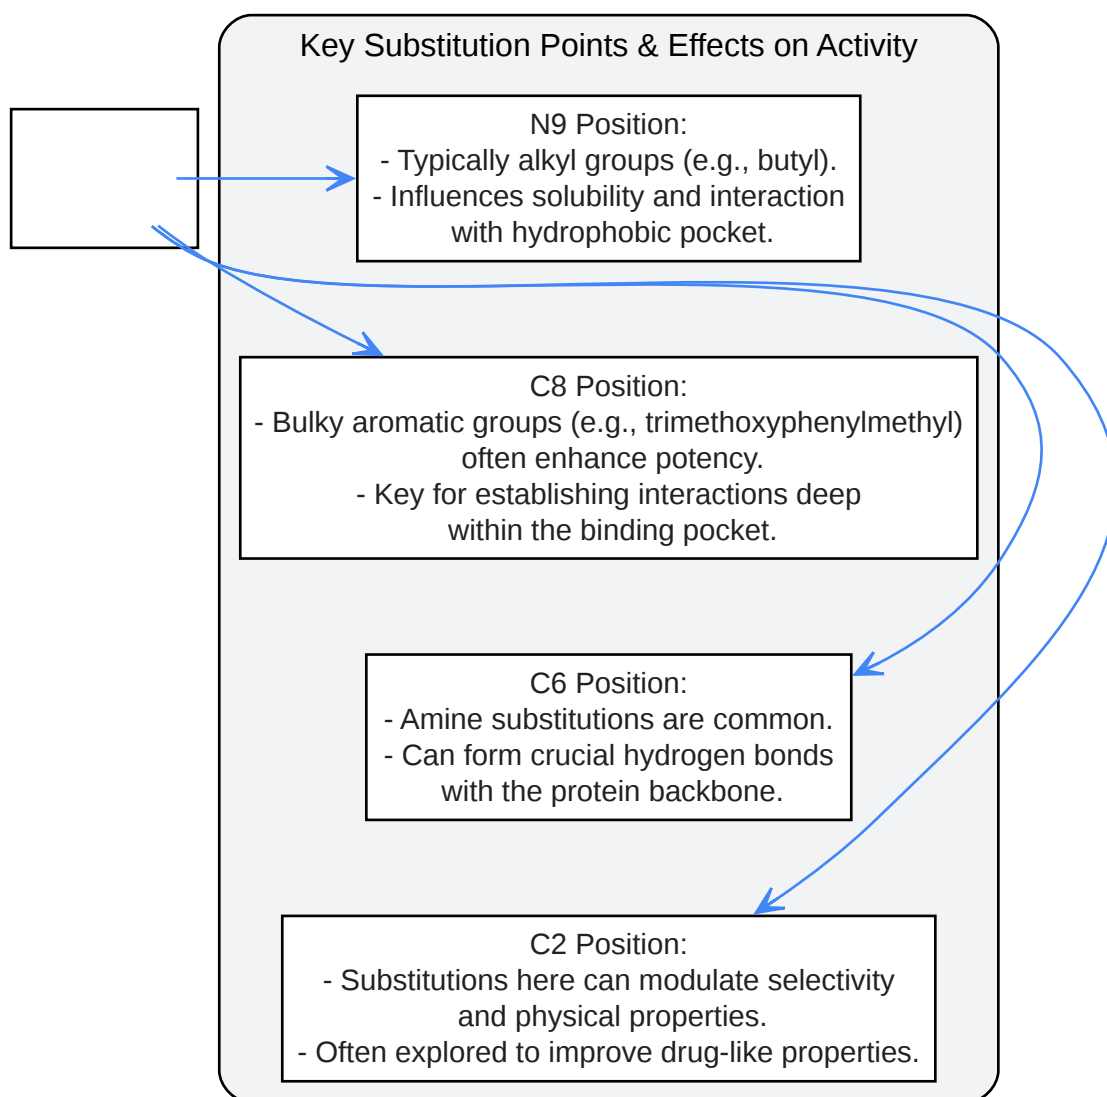 Key Substitution Points & Effects on Activity
N9 Position:
- Typically alkyl groups (e.g., butyl).
- Influences solubility and interaction
with hydrophobic pocket.
C8 Position:
- Bulky aromatic groups (e.g., trimethoxyphenylmethyl)
often enhance potency.
- Key for establishing interactions deep
within the binding pocket.
C6 Position:
- Amine substitutions are common.
- Can form crucial hydrogen bonds
with the protein backbone.
C2 Position:
- Substitutions here can modulate selectivity
and physical properties.
- Often explored to improve drug-like properties.